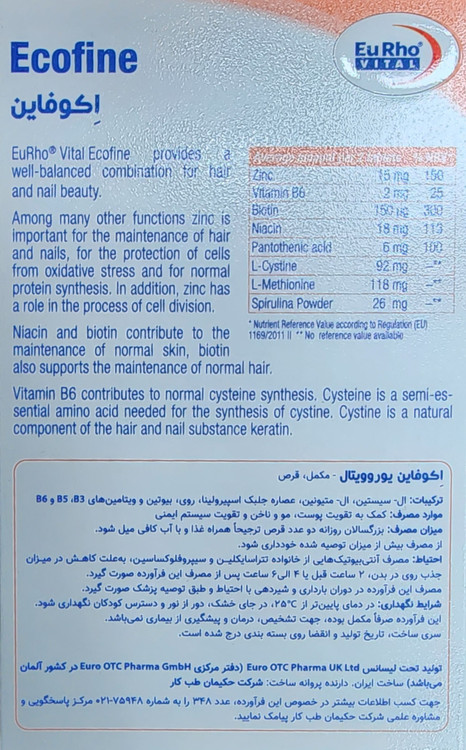 Ecofine
EuRho®
VITAL
اِکوفاین
EuRho® Vital Ecofine provides a
well-balanced combination for hair
and nail beauty.
Among many other functions zinc is
important for the maintenance of hair
and nails, for the protection of cells
from oxidative stress and for normal
protein synthesis. In addition, zinc has
a role in the process of cell division.
Niacin and biotin contribute to the
maintenance of normal skin, biotin
also supports the maintenance of normal hair.
Average amount per 2 tablets % NRV*
Zinc 15 mg 150
Vitamin B6 2 mg
Biotin 150 µg 300
Niacin 18 mg 113
Pantothenic acid 6 mg 100
L-Cystine 92 mg –**
L-Methionine 118 mg –**
Spirulina Powder 26 mg –**
* Nutrient Reference Value according to Regulation (EU)
1169/2011 II ** No reference value available
Vitamin B6 contributes to normal cysteine synthesis. Cysteine is a semi-es-
sential amino acid needed for the synthesis of cystine. Cystine is a natural
component of the hair and nail substance keratin.
اِکوفاین یوروویتال - مکمل، قرص
ترکیبات: ال- سیستین، ال- متیونین، عصاره جلبک اسپیرولینا، روی، بیوتین و ویتامین‌های B5 ،B3 و B6
موارد مصرف: کمک به تقویت پوست، مو و ناخن و تقویت سیستم ایمنی
میزان مصرف: بزرگسالان روزانه دو عدد قرص ترجیحاً همراه غذا و با آب کافی میل شود.
از مصرف بیش از میزان توصیه شده خودداری شود.
احتیاط: مصرف آنتی‌بیوتیک‌هایی از خانواده تتراسایکلیـن و سیپروفلوکساسین، به‌علت کاهـش در میـزان
جذب روی در بدن، ۲ ساعت قبل یا ۴ الی۶ ساعت پس از مصرف این فرآورده صورت گیرد.
مصرف این فرآورده در دوران بارداری و شیردهی با احتیاط و طبق توصیه پزشک صورت گیرد.
شرایط نگهداری: در دمای پایین‌تر از ۲۵°C، در جای خشک، دور از نور و دسترس کودکان نگهداری شود.
این فرآورده صرفاً مکمل بوده، جهت تشخیص، درمان و پیشگیری از بیماری نمی‌باشد.
سری ساخت، تاریخ تولید و انقضا روی بسته بندی درج شده است.
تولید تحت لیسانس Euro OTC Pharma UK Ltd (دفتر مرکزی Euro OTC Pharma GmbH در کشور آلمان
می‌باشد) ساخت ایران. دارنده پروانه ساخت: شرکت حکیمان طب کار
جهت کسب اطلاعات بیشتر در خصوص این فرآورده، عدد ۳۴۸ را به شماره ۷۵۹۴۸-۰۲۱ مرکـز پاسخگویی و
مشاوره علمی شرکت حکیمان طب کار پیامک نمایید.